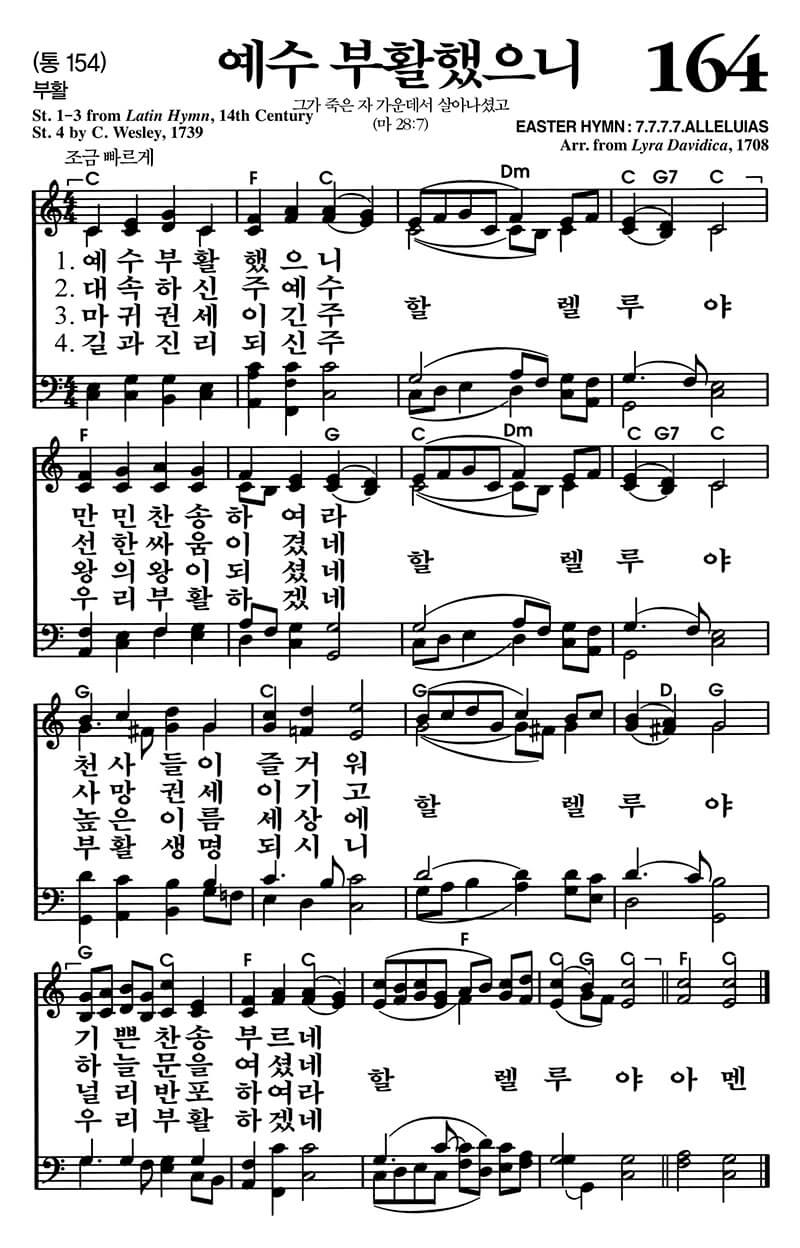 (통 154)
예수 부활했으니
164
부활
그가 죽은 자 가운데서 살아나셨고
St. 1-3 from Latin Hymn, 14th Century
(마 28:7)
St. 4 by C. Wesley, 1739
EASTER HYMN : 7.7.7.7.ALLELUIAS
Arr. from Lyra Davidica, 1708
조금 빠르게
C F C Dm C G7 C
1. 예수부활 했으니
2. 대속하신 주예수
3. 마귀권세 이긴주
4. 길과진리 되신주
할 렐루 야
F G C Dm C G7 C
만민찬송하 여라
선한싸움이 겼네
왕의왕이되 셨네
우리부활하 겠네
할 렐루 야
G C G D G
천사들이 즐거워
사망권세 이기고
높은이름 세상에
부활생명 되시니
할 렐루 야
G C F C F C G C F C
기쁜찬송 부르네
하늘문을 여셨네
널리반포 하여라
우리부활 하겠네
할 렐루 야아멘